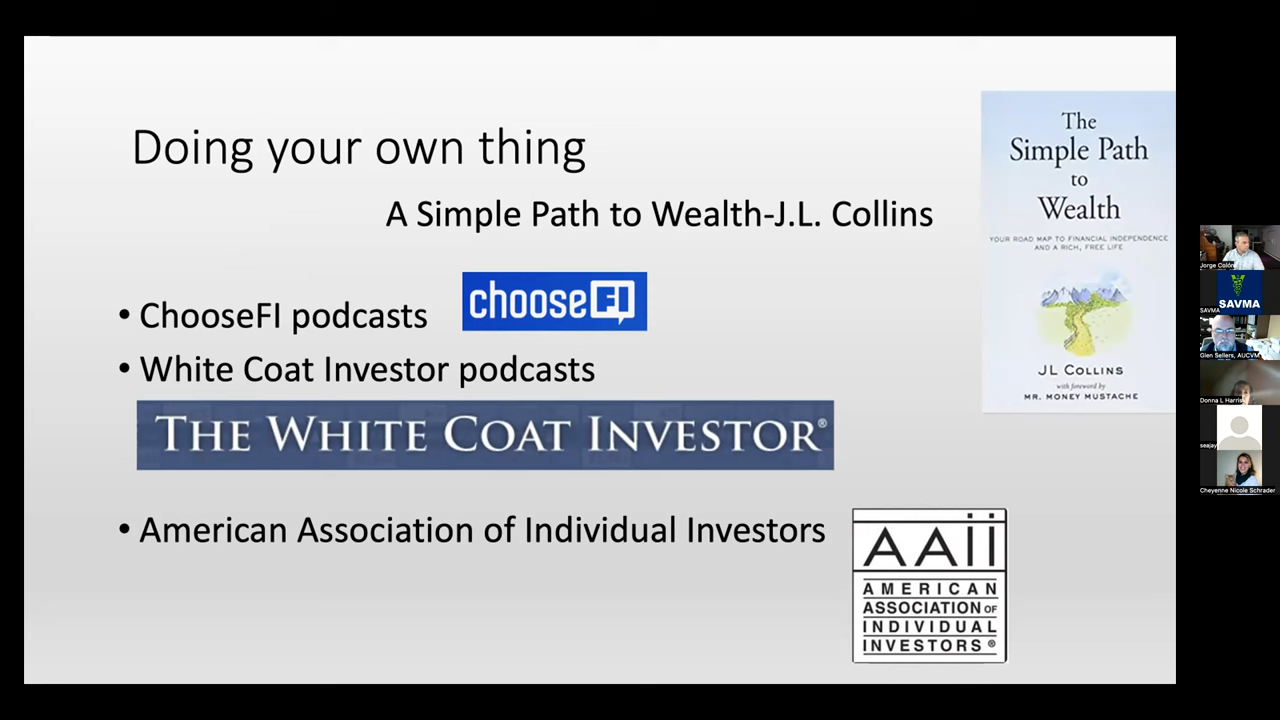 Doing your own thing
A Simple Path to Wealth-J.L. Collins
• ChooseFI podcasts
chooseFI
• White Coat Investor podcasts
THE WHITE COAT INVESTOR®
• American Association of Individual Investors
AAii
AMERICAN
ASSOCIATION OF
INDIVIDUAL
INVESTORS®
The
Simple Path
to
Wealth
YOUR ROAD MAP TO FINANCIAL INDEPENDENCE
AND A RICH, FREE LIFE
JL COLLINS
with foreword by
MR. MONEY MUSTACHE
Jorge Colón
SAVMA
SAVMA
Glen Sellers, AUCVM
Donna L Harris
seajay
Cheyenne Nicole Schrader